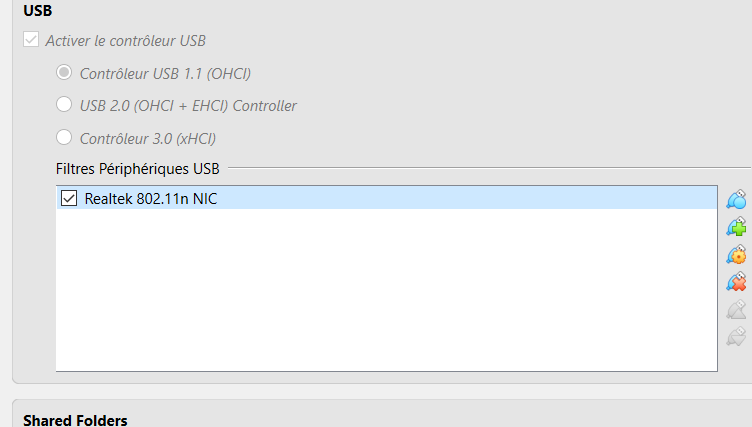 USB
Activer le contrôleur USB
Contrôleur USB 1.1 (OHCI)
USB 2.0 (OHCI + EHCI) Controller
Contrôleur 3.0 (xHCI)
Filtres Périphériques USB
Realtek 802.11n NIC
Shared Folders